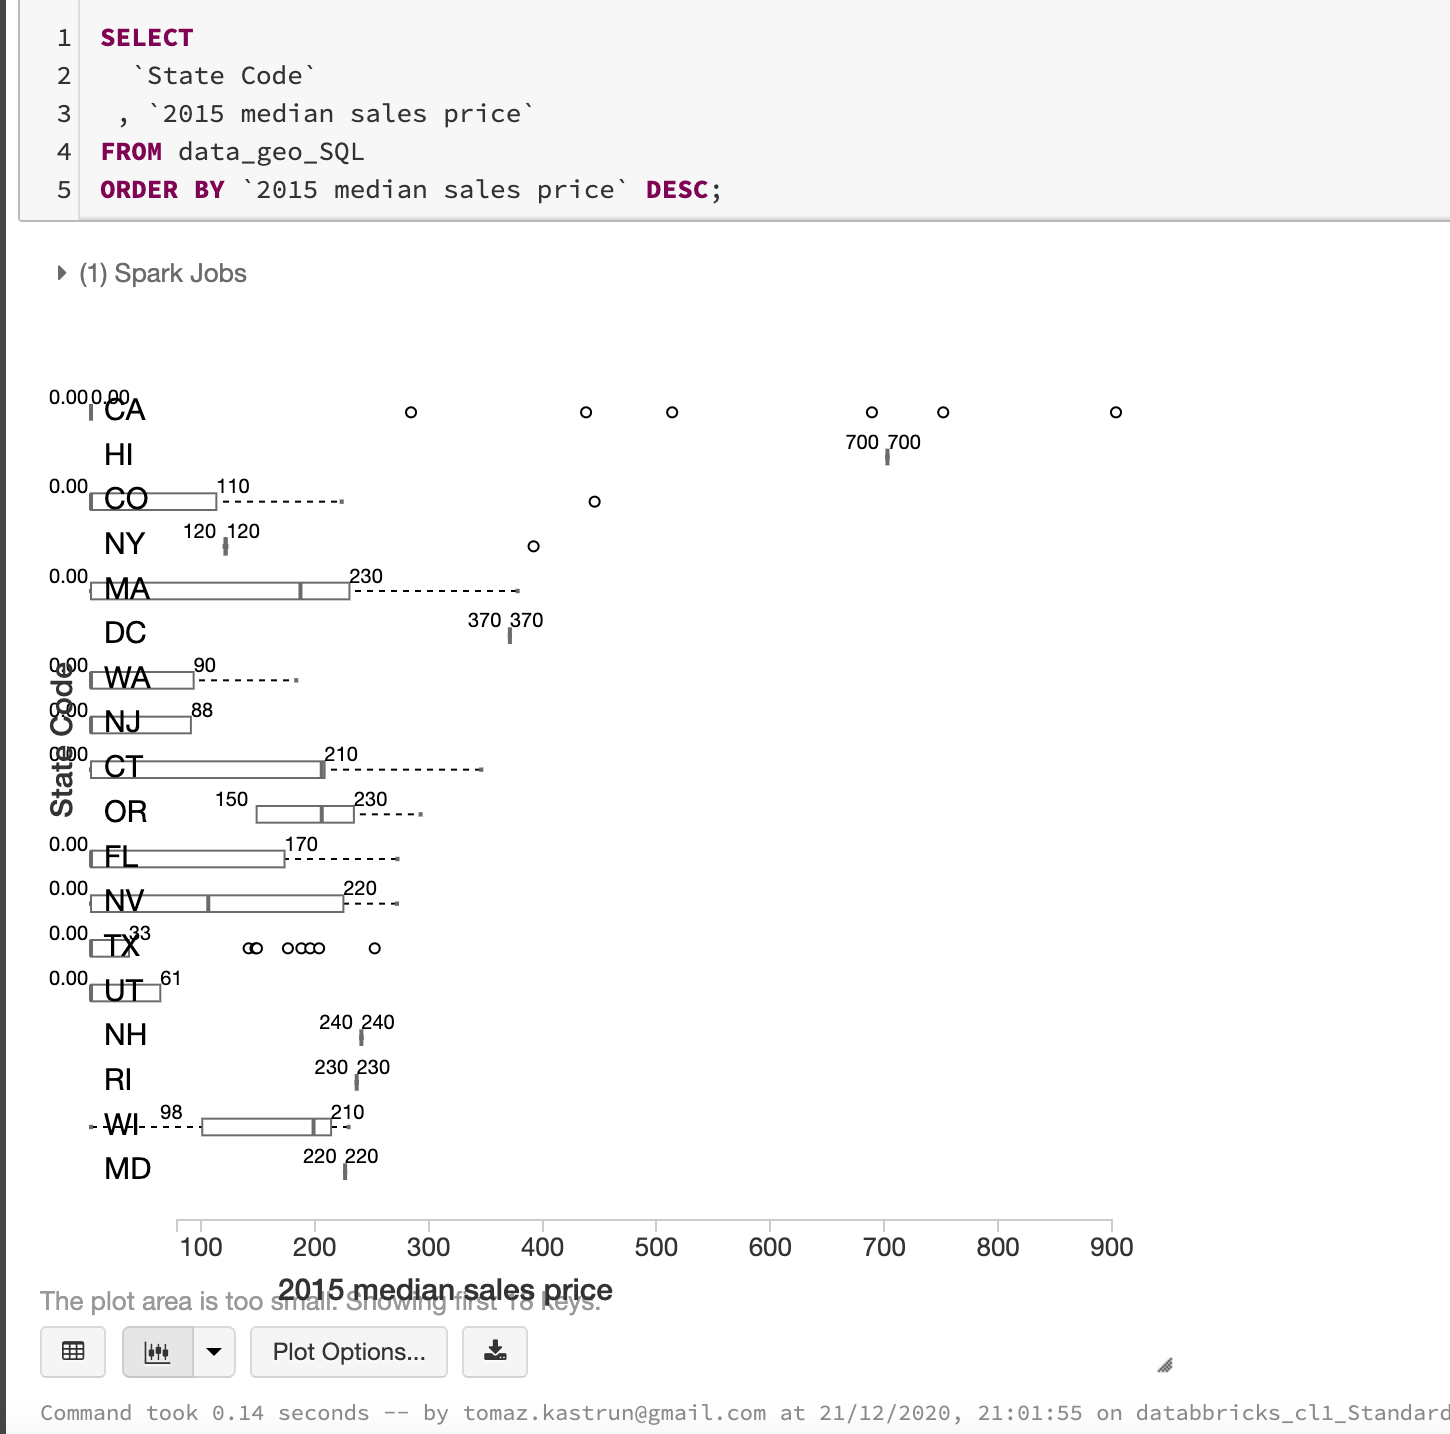 1 SELECT
2 `State Code`
3 , `2015 median sales price`
4 FROM data_geo_SQL
5 ORDER BY `2015 median sales price` DESC;
(1) Spark Jobs
0.00 0.00
CA
700 700
HI
0.00 110
CO
120 120
NY
0.00 230
MA
370 370
DC
0.00 90
WA
0.00 88
NJ
0.00 210
CT
150 230
OR
0.00 170
FL
0.00 220
NV
0.00 33
TX
0.00 61
UT
240 240
NH
230 230
RI
98 210
WI
220 220
MD
State Code
100 200 300 400 500 600 700 800 900
2015 median sales price
The plot area is too small. Showing first 18 keys.
Plot Options...
Command took 0.14 seconds -- by tomaz.kastrun@gmail.com at 21/12/2020, 21:01:55 on databbricks_cl1_Standard